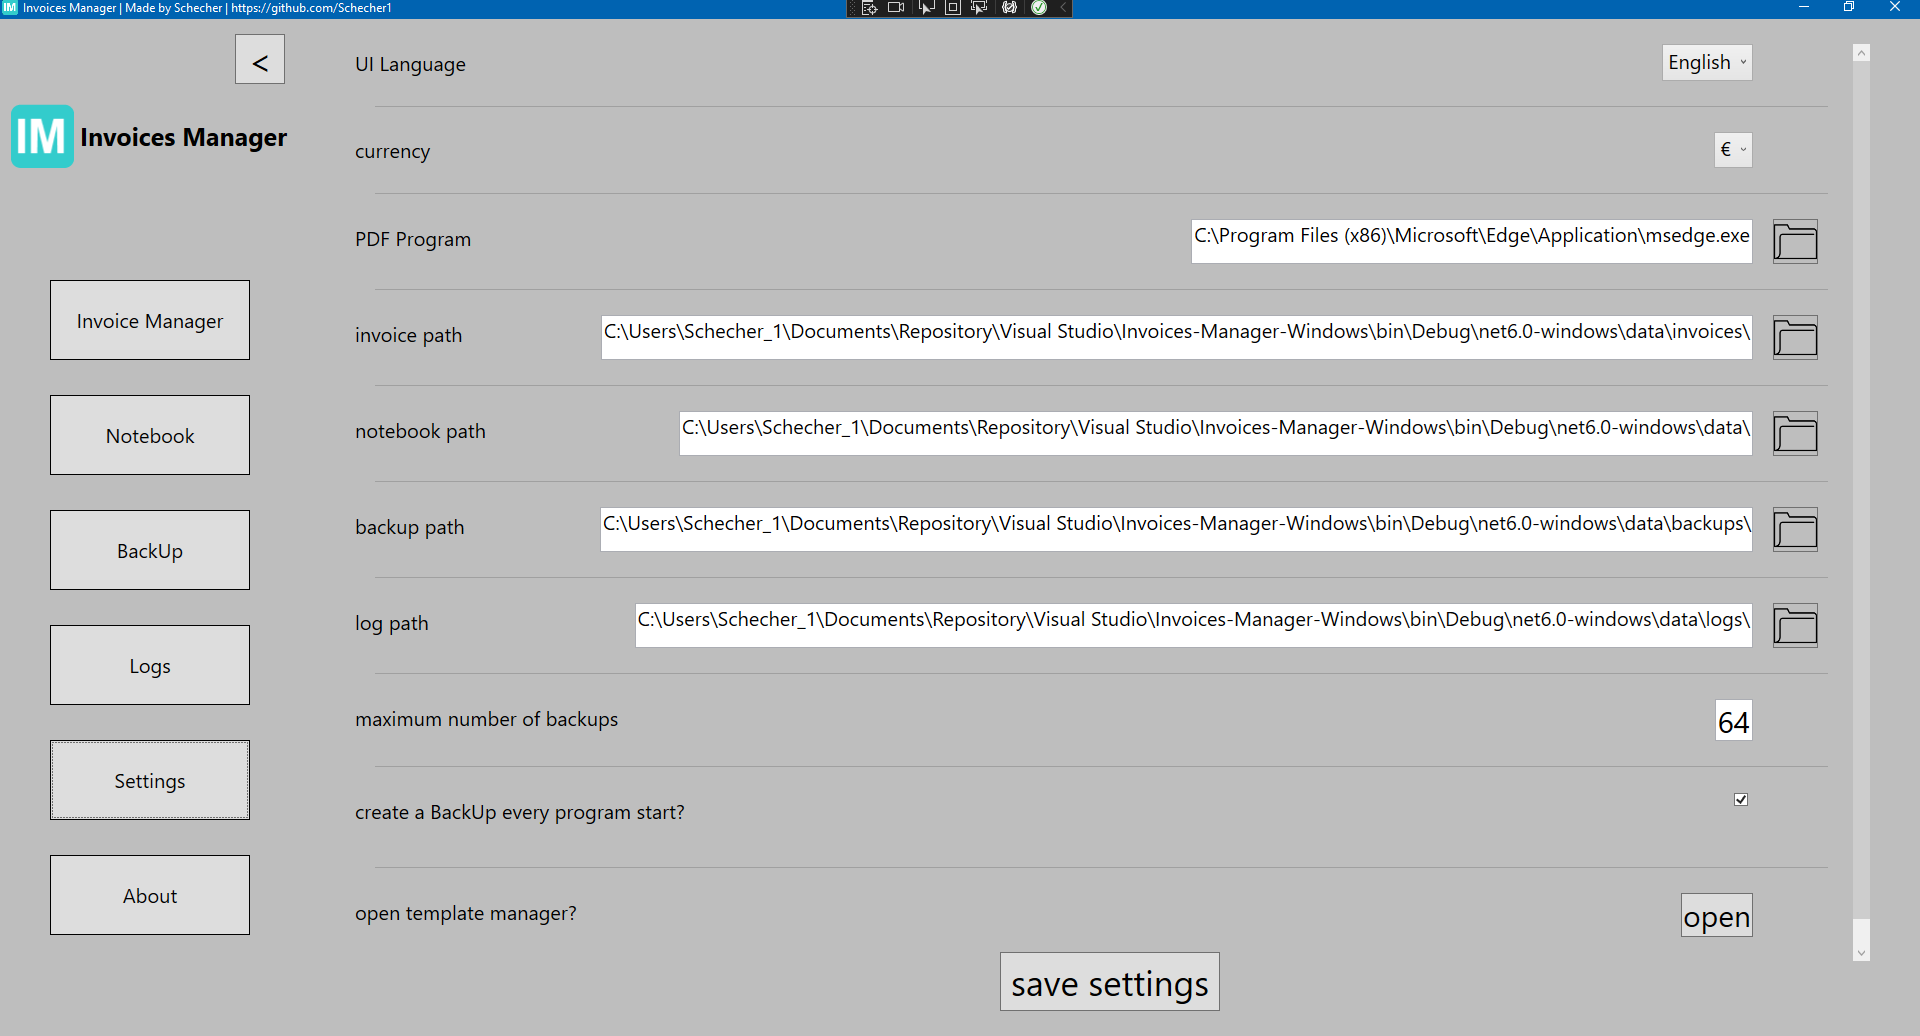 IM Invoices Manager | Made by Schecher | https://github.com/Schecher1
<
IM Invoices Manager
Invoice Manager
Notebook
BackUp
Logs
Settings
About
UI Language English
currency €
PDF Program C:\Program Files (x86)\Microsoft\Edge\Application\msedge.exe
invoice path C:\Users\Schecher_1\Documents\Repository\Visual Studio\Invoices-Manager-Windows\bin\Debug\net6.0-windows\data\invoices\
notebook path C:\Users\Schecher_1\Documents\Repository\Visual Studio\Invoices-Manager-Windows\bin\Debug\net6.0-windows\data\
backup path C:\Users\Schecher_1\Documents\Repository\Visual Studio\Invoices-Manager-Windows\bin\Debug\net6.0-windows\data\backups\
log path C:\Users\Schecher_1\Documents\Repository\Visual Studio\Invoices-Manager-Windows\bin\Debug\net6.0-windows\data\logs\
maximum number of backups 64
create a BackUp every program start?
open template manager? open
save settings